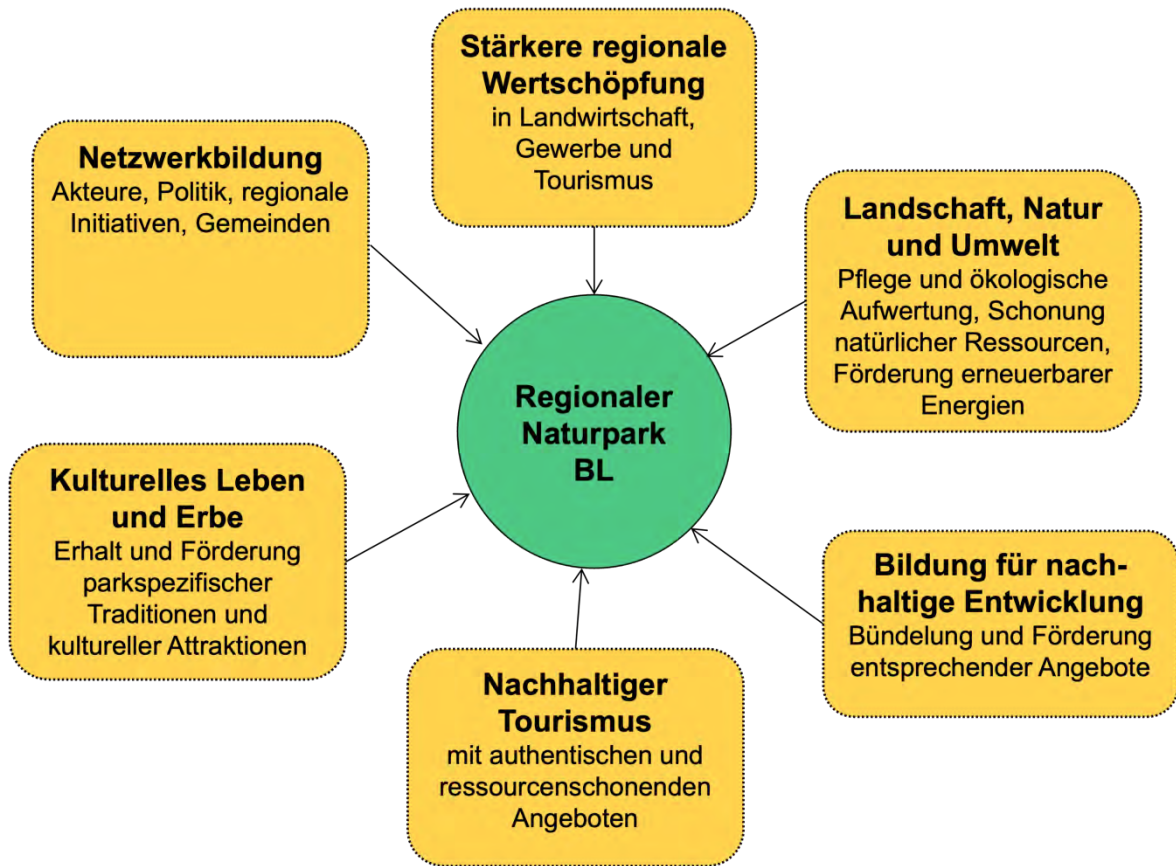 Stärkere regionale
Wertschöpfung
in Landwirtschaft,
Gewerbe und
Tourismus
Netzwerkbildung
Akteure, Politik, regionale
Initiativen, Gemeinden
Landschaft, Natur
und Umwelt
Pflege und ökologische
Aufwertung, Schonung
natürlicher Ressourcen,
Förderung erneuerbarer
Energien
Regionaler
Naturpark
BL
Kulturelles Leben
und Erbe
Erhalt und Förderung
parkspezifischer
Traditionen und
kultureller Attraktionen
Bildung für nach-
haltige Entwicklung
Bündelung und Förderung
entsprechender Angebote
Nachhaltiger
Tourismus
mit authentischen und
ressourcenschonenden
Angeboten